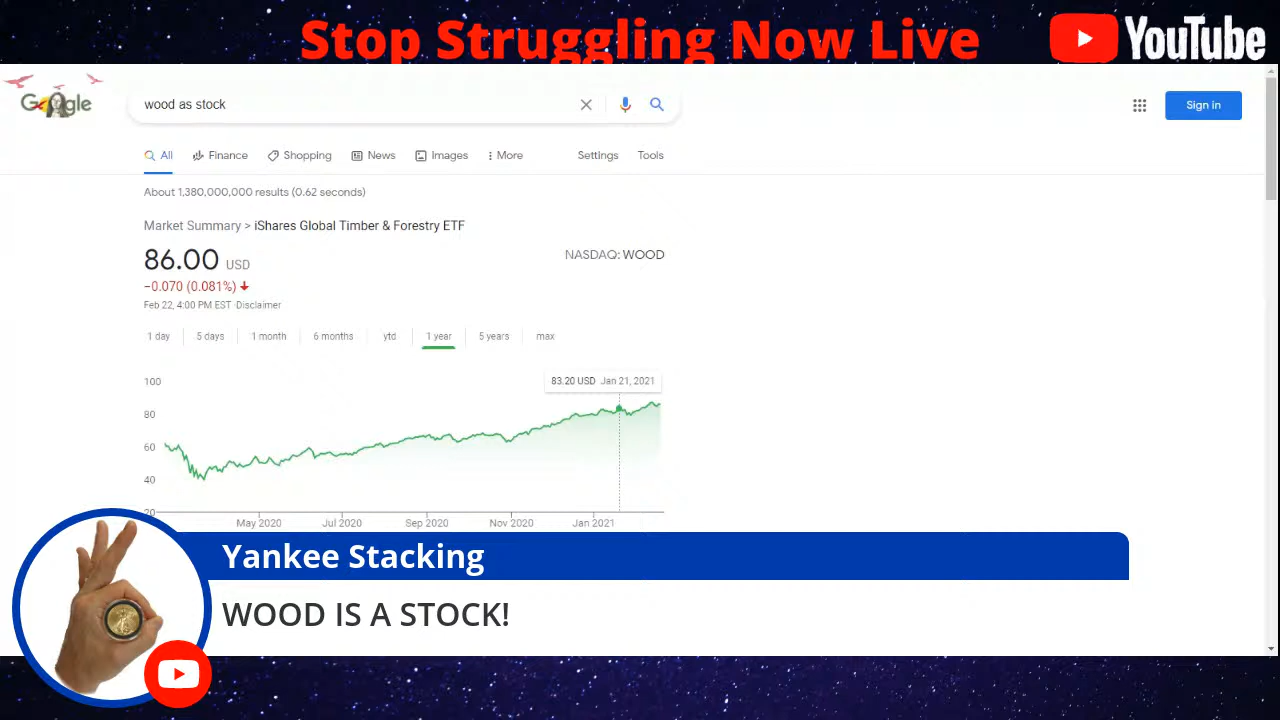 Stop Struggling Now Live
YouTube
Google
wood as stock
Sign in
All
Finance
Shopping
News
Images
More
Settings
Tools
About 1,380,000,000 results (0.62 seconds)
Market Summary > iShares Global Timber & Forestry ETF
86.00 USD
NASDAQ: WOOD
−0.070 (0.081%)
Feb 22, 4:00 PM EST ·Disclaimer
1 day
5 days
1 month
6 months
ytd
1 year
5 years
max
83.20 USD Jan 21, 2021
100
80
60
40
20
May 2020
Jul 2020
Sep 2020
Nov 2020
Jan 2021
Yankee Stacking
WOOD IS A STOCK!